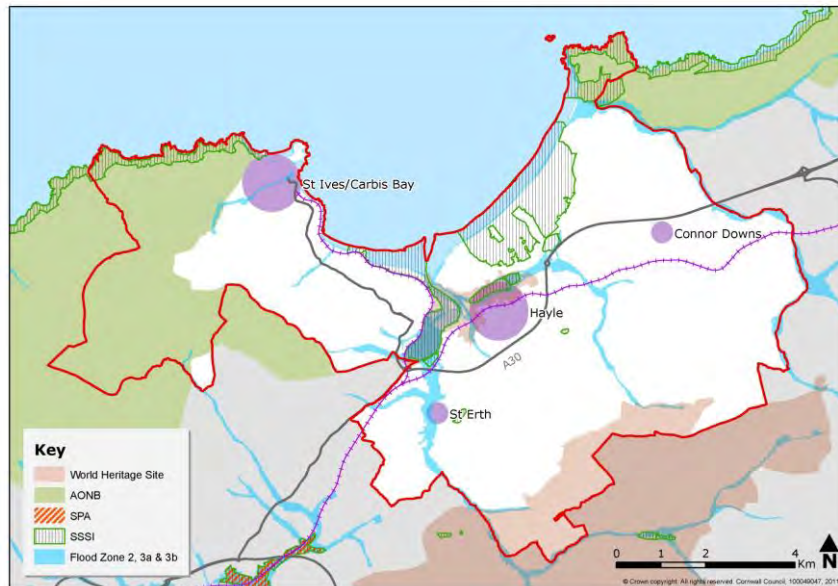 St Ives/Carbis Bay
Connor Downs
Hayle
A30
St Erth
Key
World Heritage Site
AONB
SPA
SSSI
Flood Zone 2, 3a & 3b
N
0 1 2 4
Km
© Crown copyright. All rights reserved. Cornwall Council, 100049047, 201